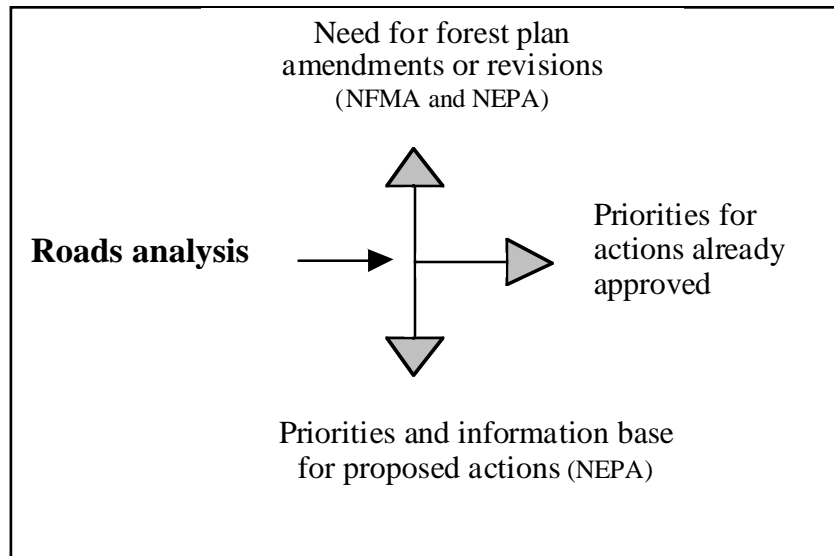 Need for forest plan
amendments or revisions
(NFMA and NEPA)
Roads analysis
Priorities for
actions already
approved
Priorities and information base
for proposed actions (NEPA)